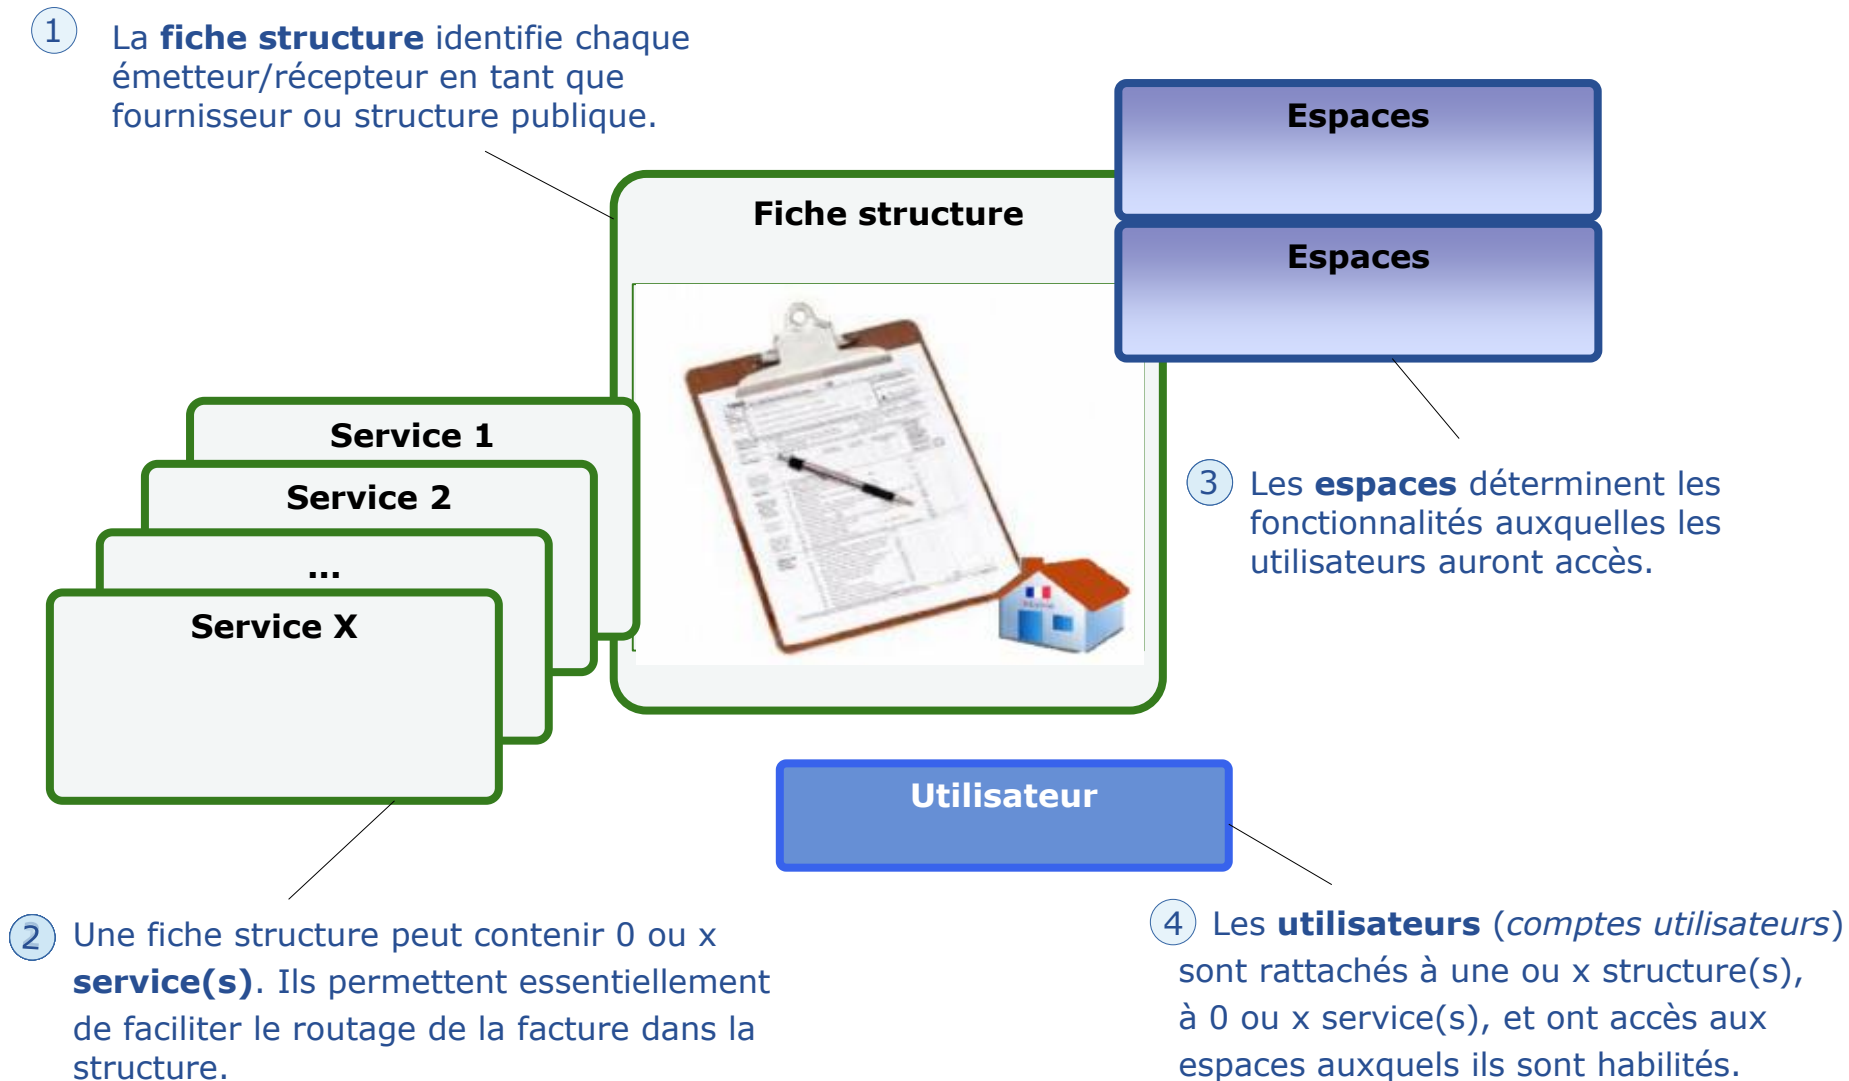 1
La fiche structure identifie chaque
émetteur/récepteur en tant que
fournisseur ou structure publique.
Espaces
Fiche structure
Espaces
Service 1
Service 2
...
Service X
3
Les espaces déterminent les
fonctionnalités auxquelles les
utilisateurs auront accès.
Utilisateur
2
Une fiche structure peut contenir 0 ou x
service(s). Ils permettent essentiellement
de faciliter le routage de la facture dans la
structure.
4
Les utilisateurs (comptes utilisateurs)
sont rattachés à une ou x structure(s),
à 0 ou x service(s), et ont accès aux
espaces auxquels ils sont habilités.